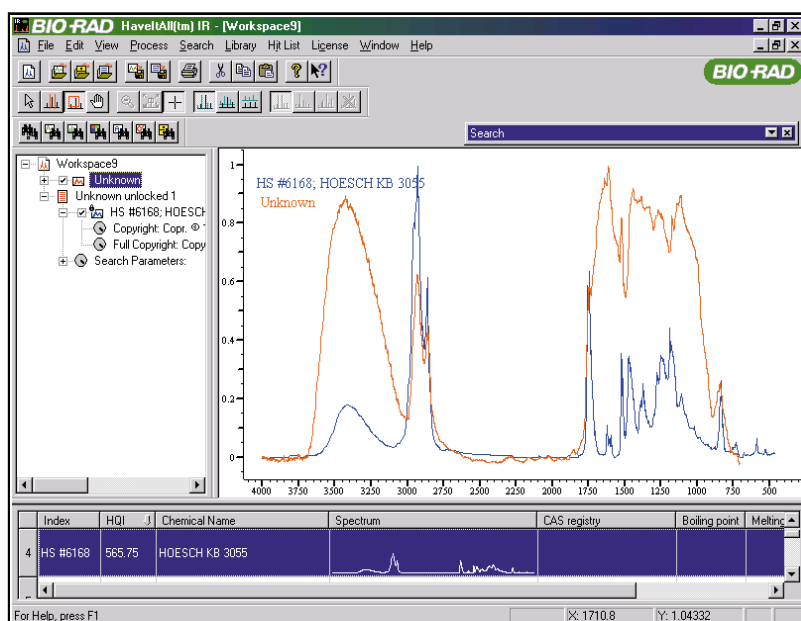 BIO-RAD HaveItAll(tm) IR - [Workspace9]
File Edit View Process Search Library Hit List License Window Help
BIO-RAD
Search
Workspace9
Unknown
Unknown unlocked 1
HS #6168; HOESCH
Copyright: Copr. ©
Full Copyright: Copy
Search Parameters:
HS #6168; HOESCH KB 3055
Unknown
1
0.8
0.6
0.4
0.2
0
4000 3750 3500 3250 3000 2750 2500 2250 2000 1750 1500 1250 1000 750 500
Index HQI Chemical Name Spectrum CAS registry Boiling point Melting
4 HS #6168 565.75 HOESCH KB 3055
For Help, press F1 X: 1710.8 Y: 1.04332